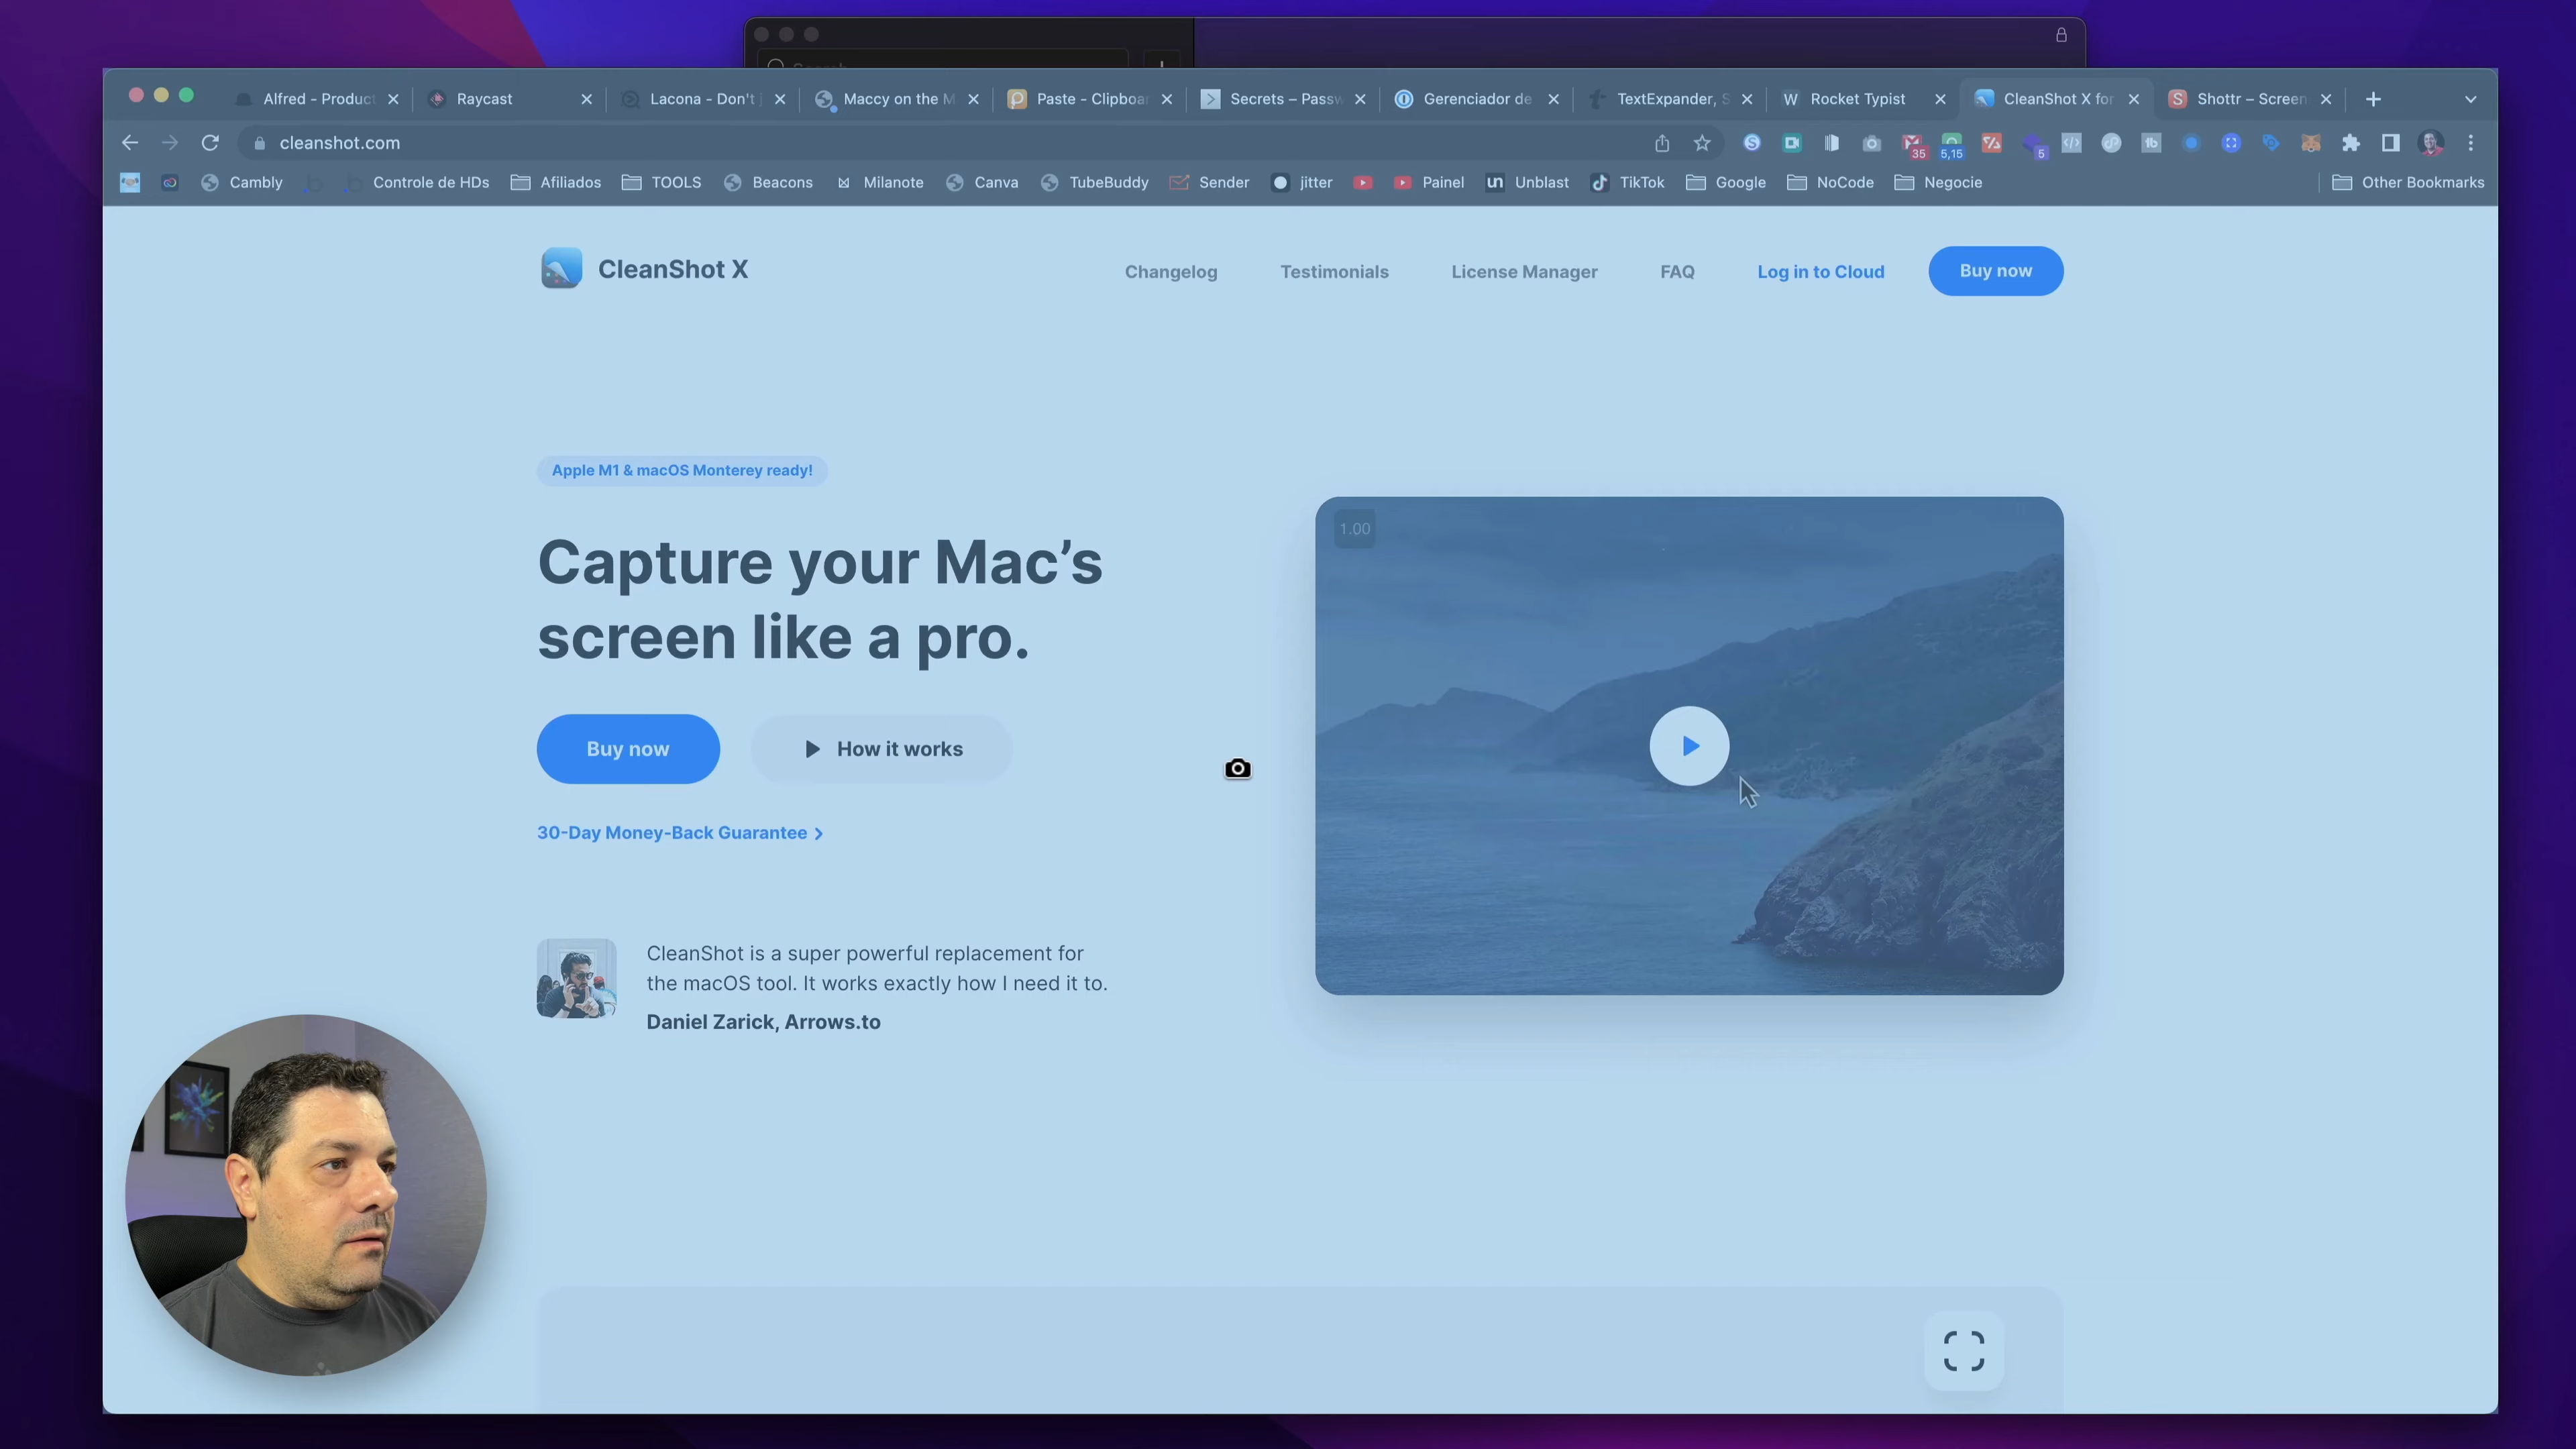 Alfred - Product
Raycast
Lacona - Don't j
Maccy on the M
Paste - Clipboar
Secrets – Passw
Gerenciador de
TextExpander, S
Rocket Typist
CleanShot X for
Shottr – Screen
cleanshot.com
35
5,15
5
Cambly
Controle de HDs
Afiliados
TOOLS
Beacons
Milanote
Canva
TubeBuddy
Sender
jitter
Painel
Unblast
TikTok
Google
NoCode
Negocie
Other Bookmarks
CleanShot X
Changelog
Testimonials
License Manager
FAQ
Log in to Cloud
Buy now
Apple M1 & macOS Monterey ready!
Capture your Mac’s
screen like a pro.
1.00
Buy now
How it works
30-Day Money-Back Guarantee
CleanShot is a super powerful replacement for
the macOS tool. It works exactly how I need it to.
Daniel Zarick, Arrows.to